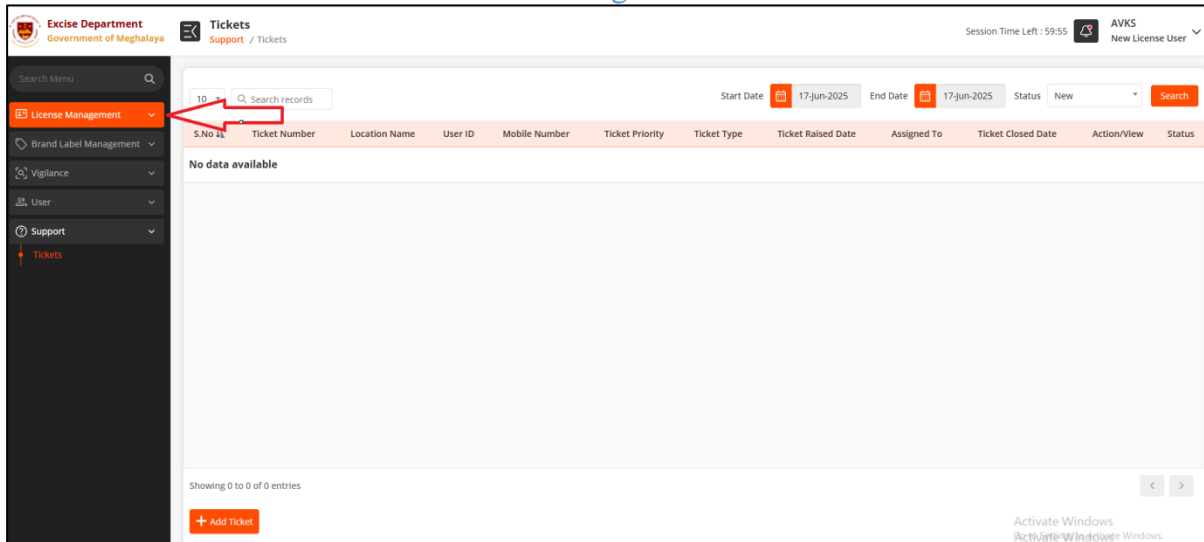 Excise Department
Government of Meghalaya
Tickets
Support / Tickets
Session Time Left : 59:55
AVKS
New License User
Search Menu
License Management
Brand Label Management
Vigilance
User
Support
Tickets
10 Search records
Start Date 17-Jun-2025 End Date 17-Jun-2025 Status New Search
S.No Ticket Number Location Name User ID Mobile Number Ticket Priority Ticket Type Ticket Raised Date Assigned To Ticket Closed Date Action/View Status
No data available
Showing 0 to 0 of 0 entries
< >
+ Add Ticket
Activate Windows